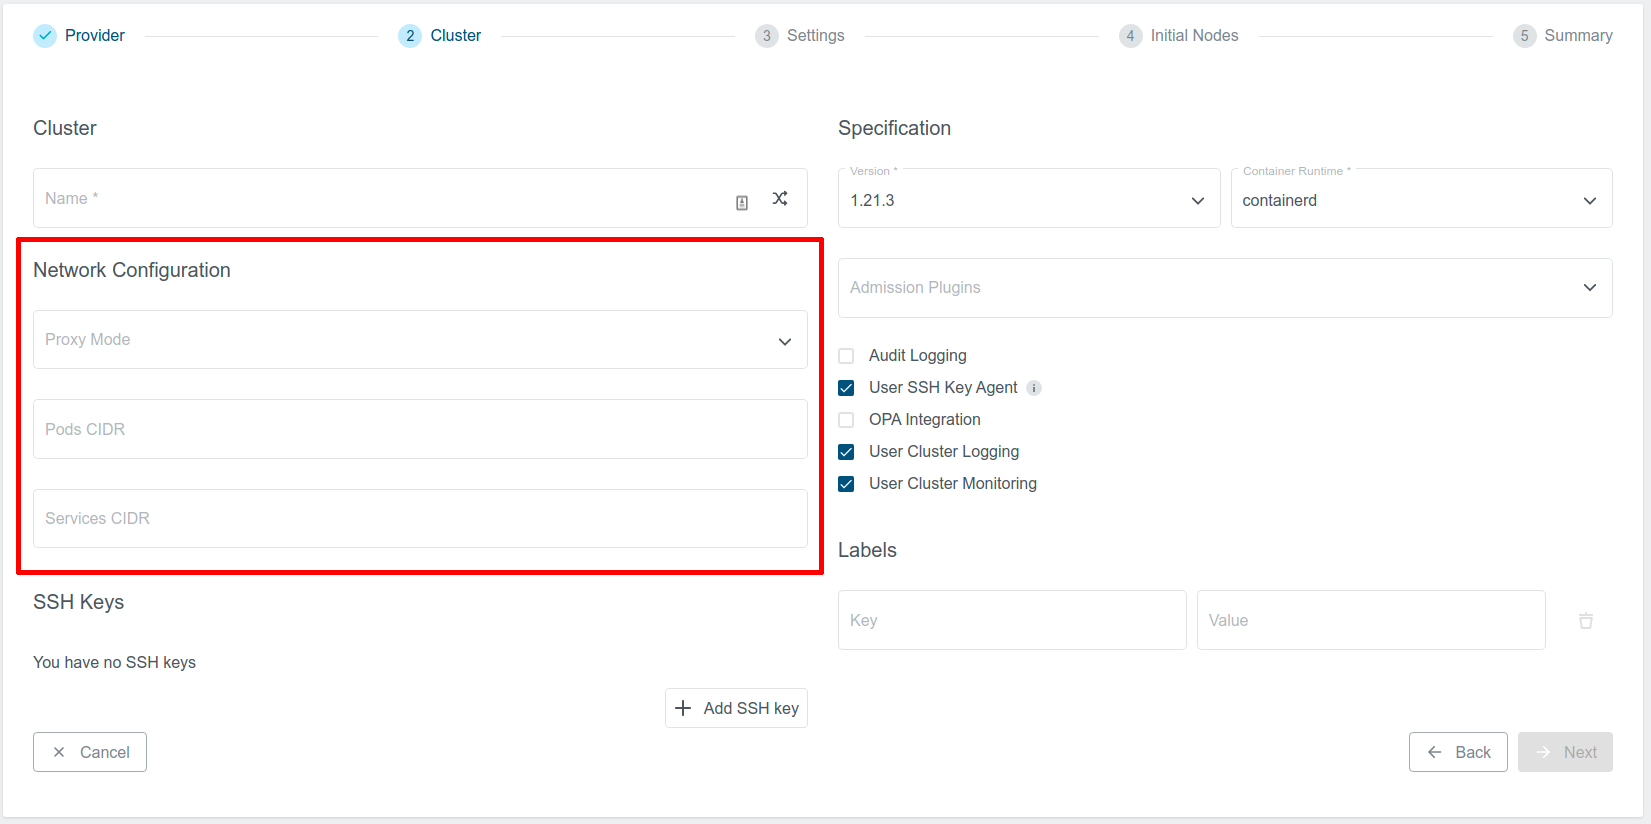 Provider
2 Cluster
3 Settings
4 Initial Nodes
5 Summary
Cluster
Name *
Network Configuration
Proxy Mode
Pods CIDR
Services CIDR
SSH Keys
You have no SSH keys
Add SSH key
Cancel
Specification
Version *
1.21.3
Container Runtime *
containerd
Admission Plugins
Audit Logging
User SSH Key Agent i
OPA Integration
User Cluster Logging
User Cluster Monitoring
Labels
Key
Value
Back
Next